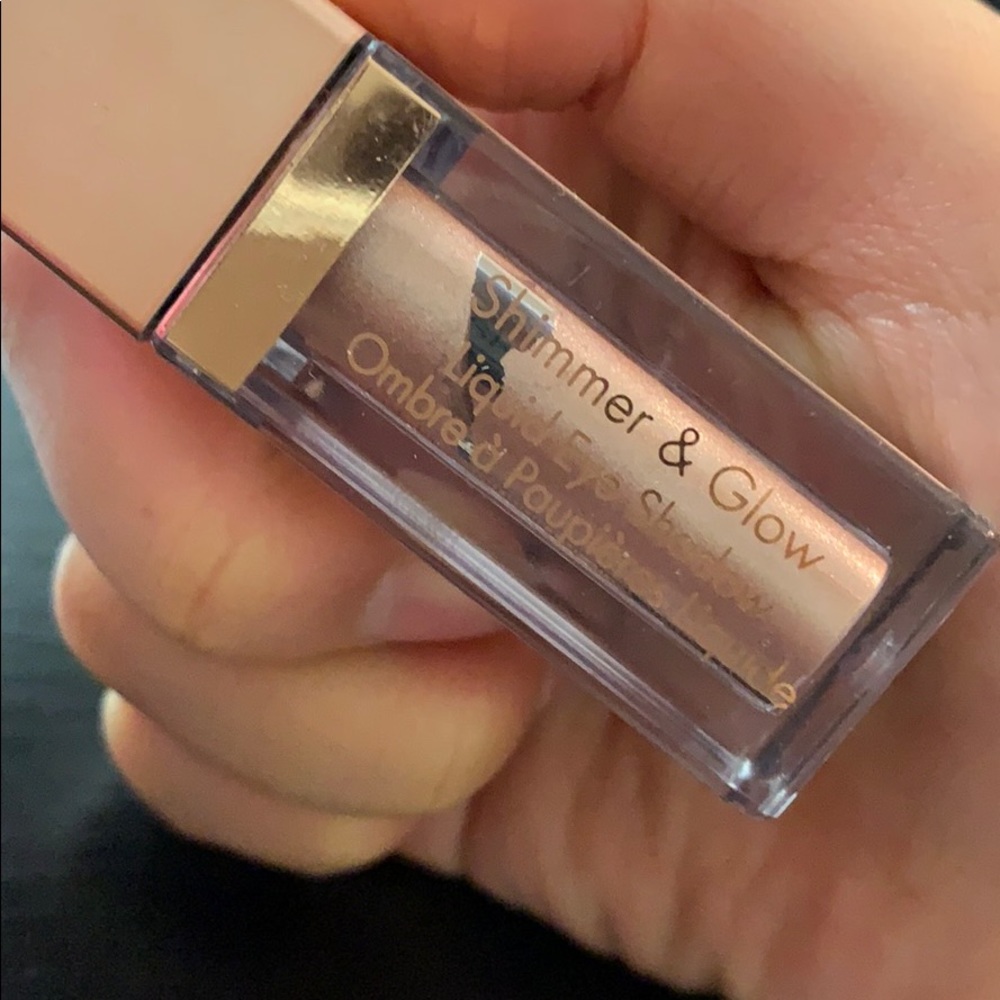 Shimmer & Glow
Liquid Eye Shadow
Ombre à Paupières Liquide